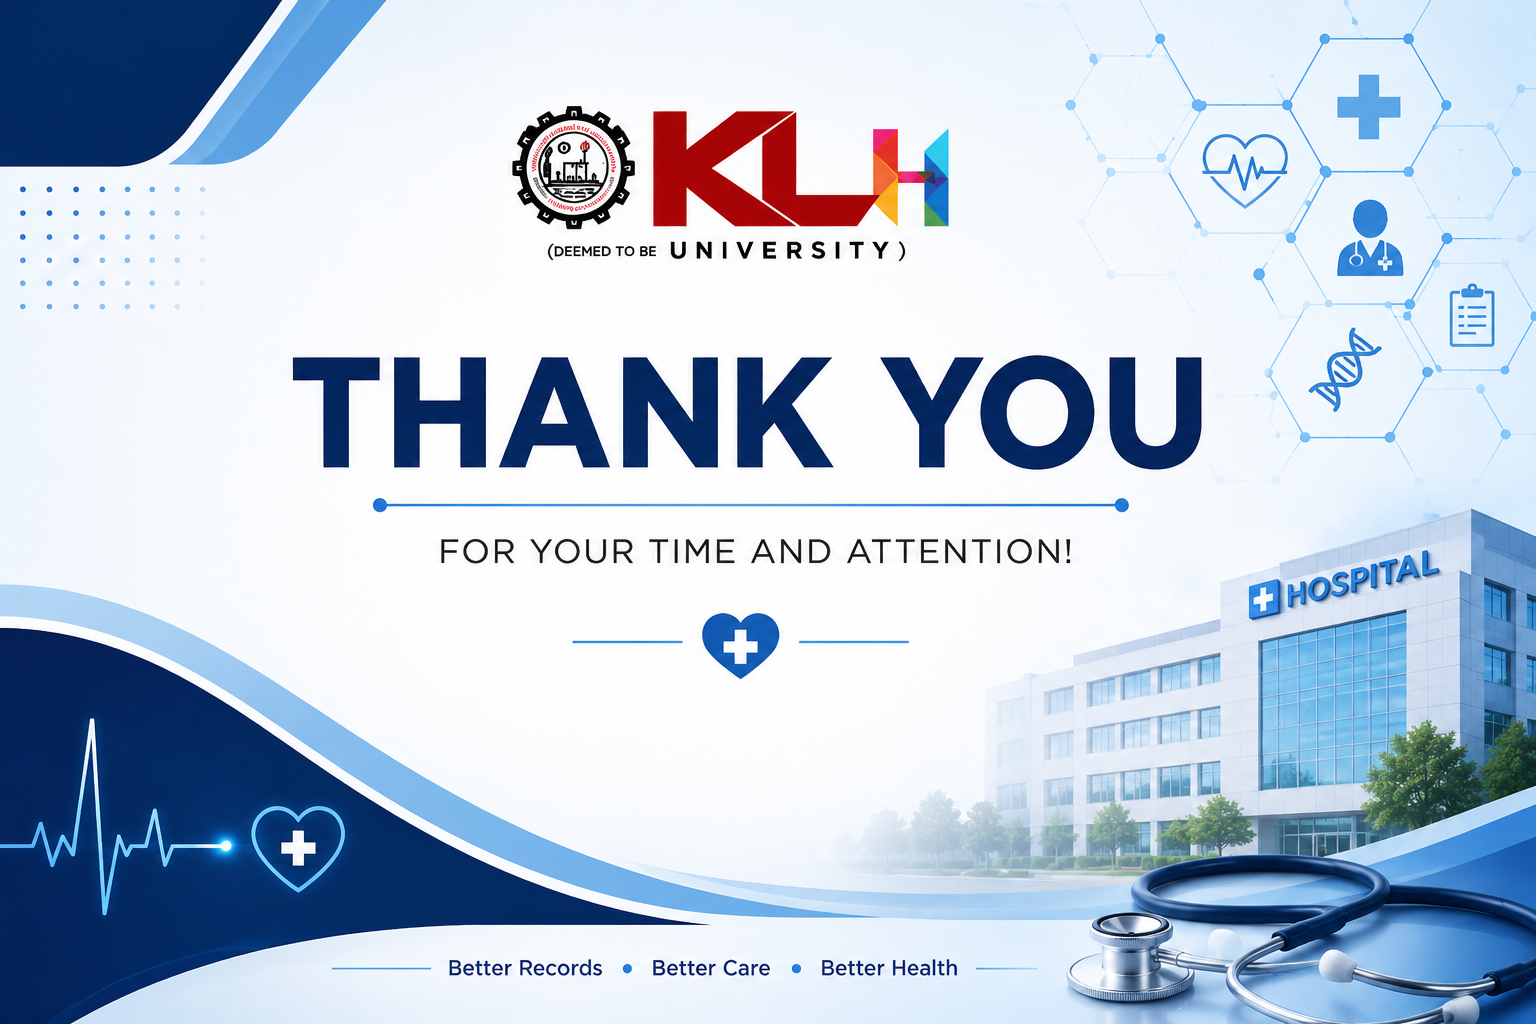 KLH
(DEEMED TO BE UNIVERSITY)
THANK YOU
FOR YOUR TIME AND ATTENTION!
HOSPITAL
Better Records • Better Care • Better Health